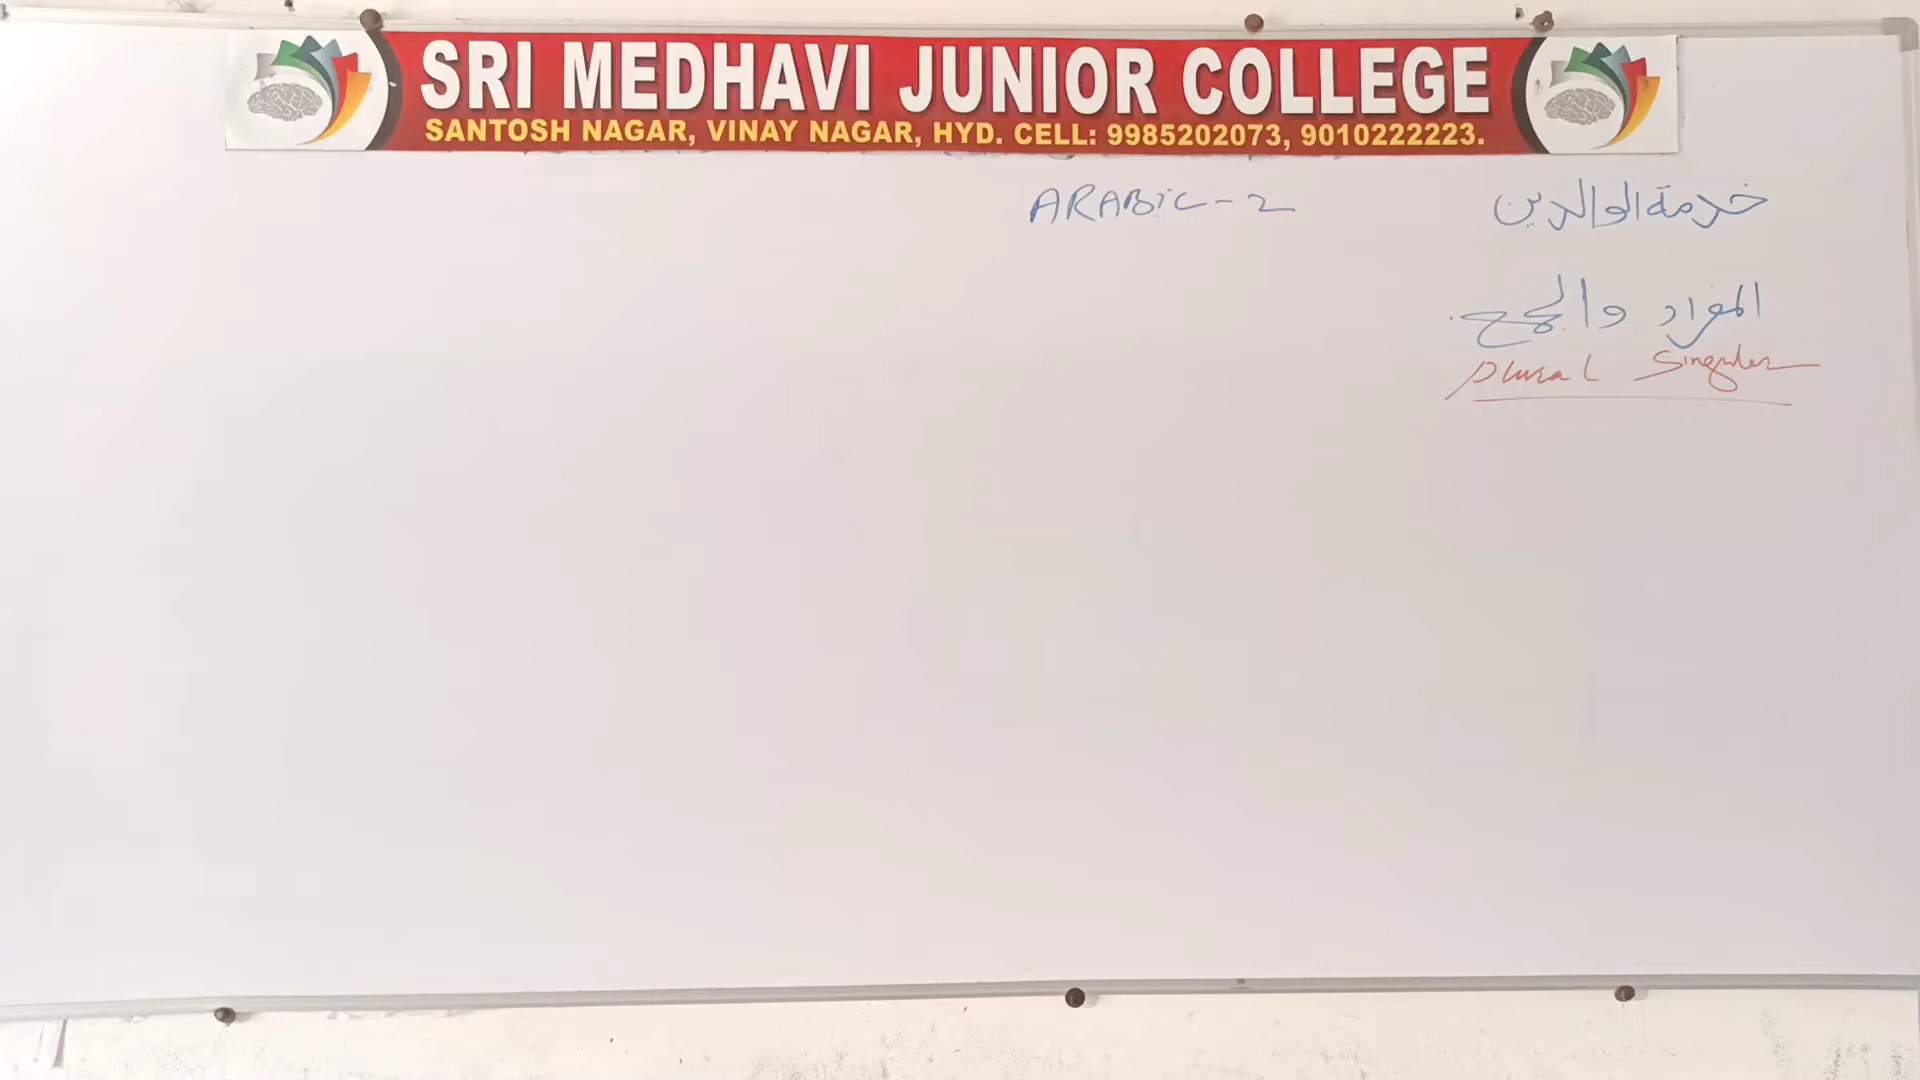 SRI MEDHAVI JUNIOR COLLEGE
SANTOSH NAGAR, VINAY NAGAR, HYD. CELL: 9985202073, 9010222223.
ARABiC - 2 خدمة الوالدين
المفراد والجمع
plural Singular